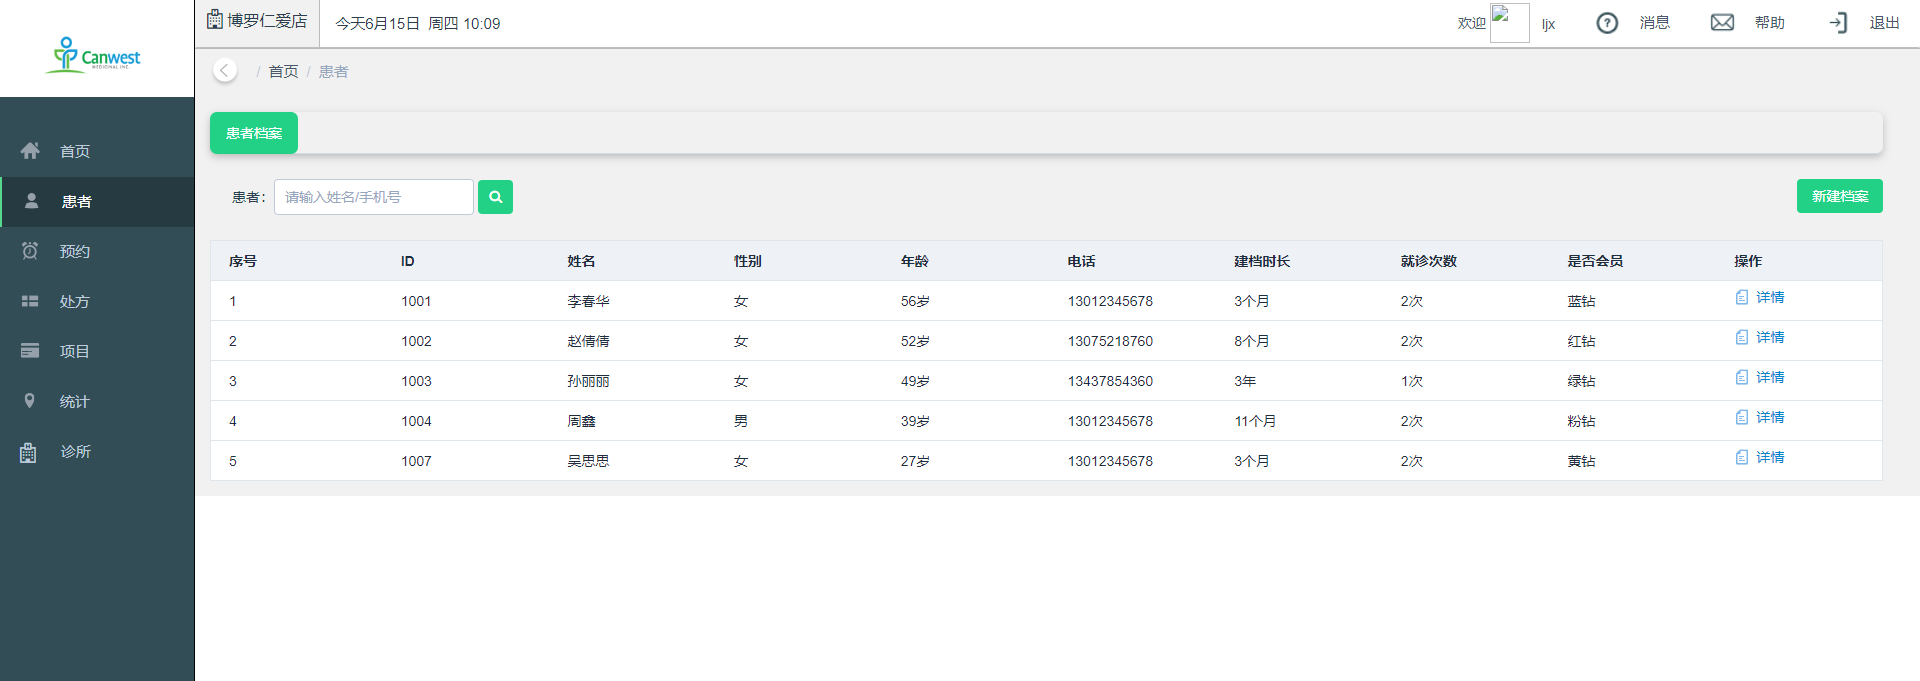 博罗仁爱店 今天6月15日 周四 10:09 欢迎 ljx 消息 帮助 退出
Canwest
MEDICINAL INC.
首页
患者
预约
处方
项目
统计
诊所
/ 首页 / 患者
患者档案
患者: 请输入姓名/手机号 新建档案
序号 ID 姓名 性别 年龄 电话 建档时长 就诊次数 是否会员 操作
1 1001 李春华 女 56岁 13012345678 3个月 2次 蓝钻 详情
2 1002 赵倩倩 女 52岁 13075218760 8个月 2次 红钻 详情
3 1003 孙丽丽 女 49岁 13437854360 3年 1次 绿钻 详情
4 1004 周鑫 男 39岁 13012345678 11个月 2次 粉钻 详情
5 1007 吴思思 女 27岁 13012345678 3个月 2次 黄钻 详情